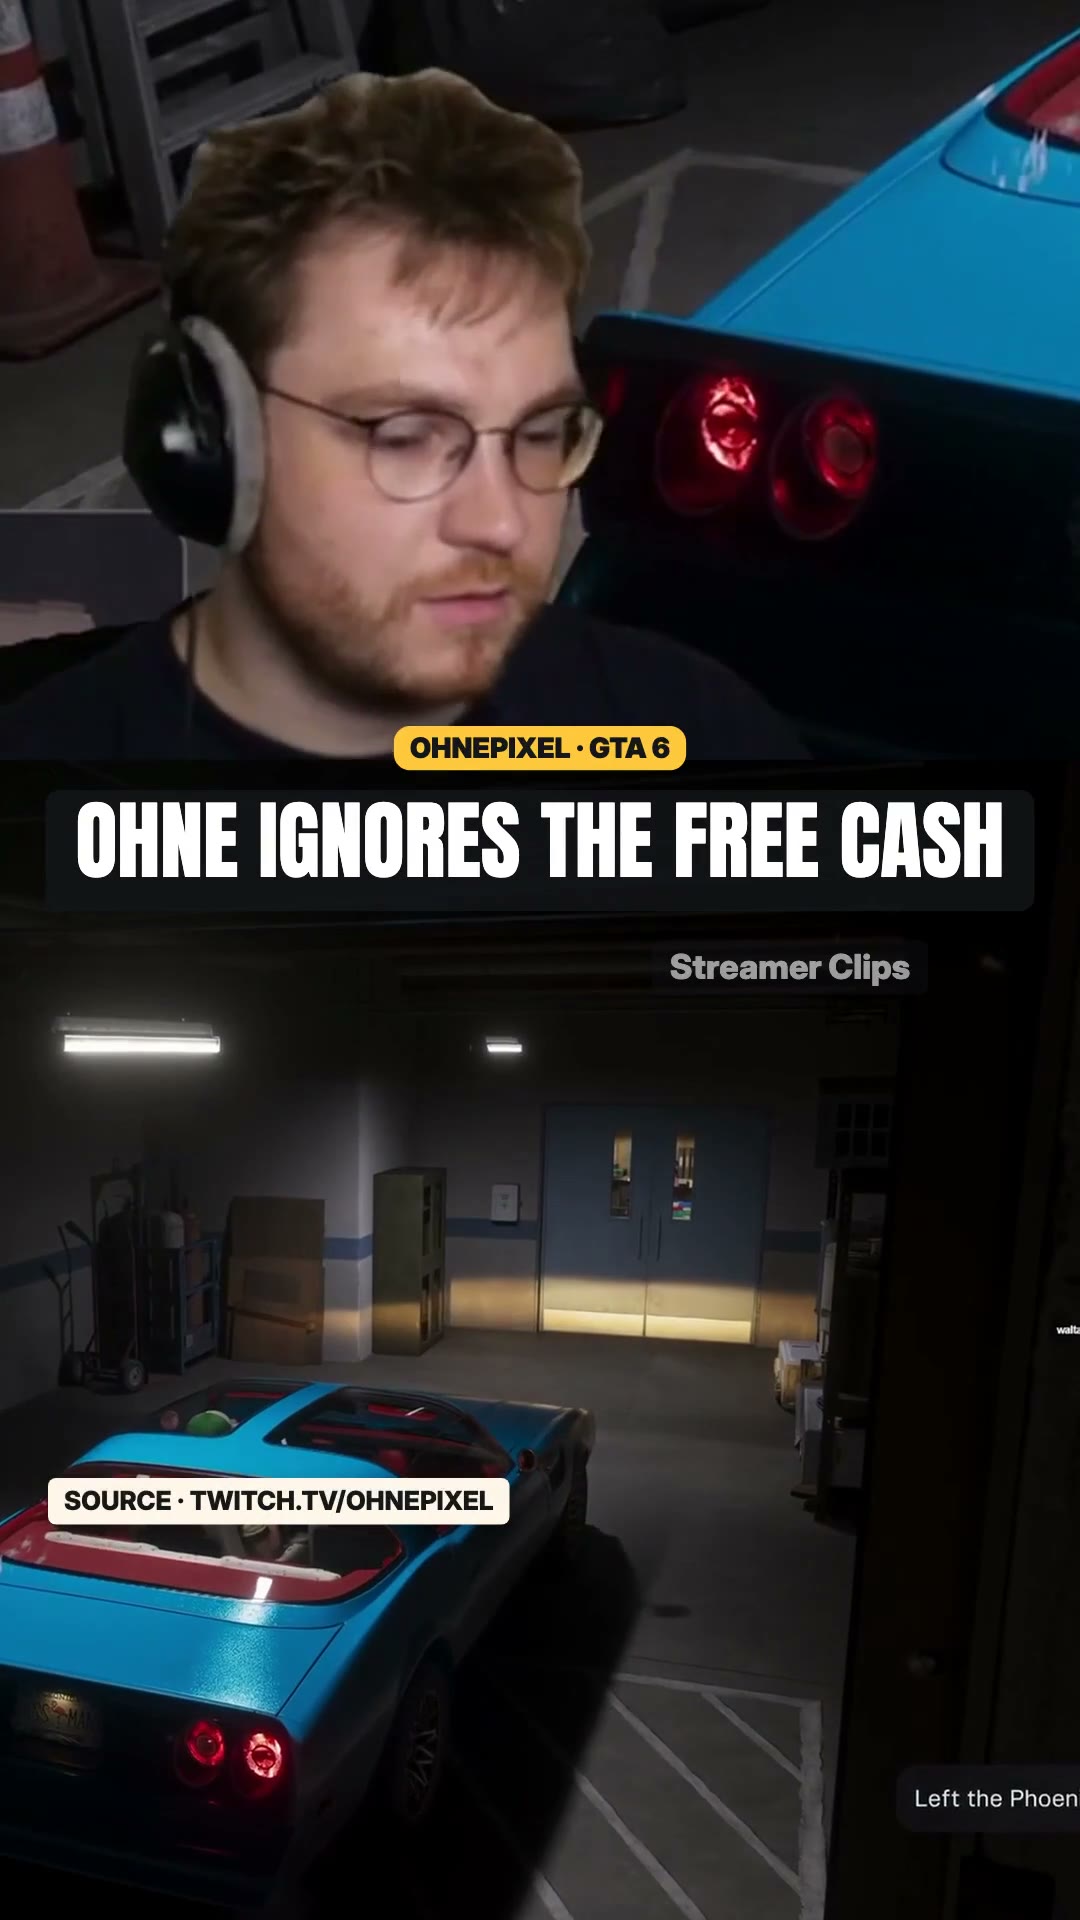 OHNEPIXEL · GTA 6
OHNE IGNORES THE FREE CASH
Streamer Clips
SOURCE · TWITCH.TV/OHNEPIXEL
Left the Phoen